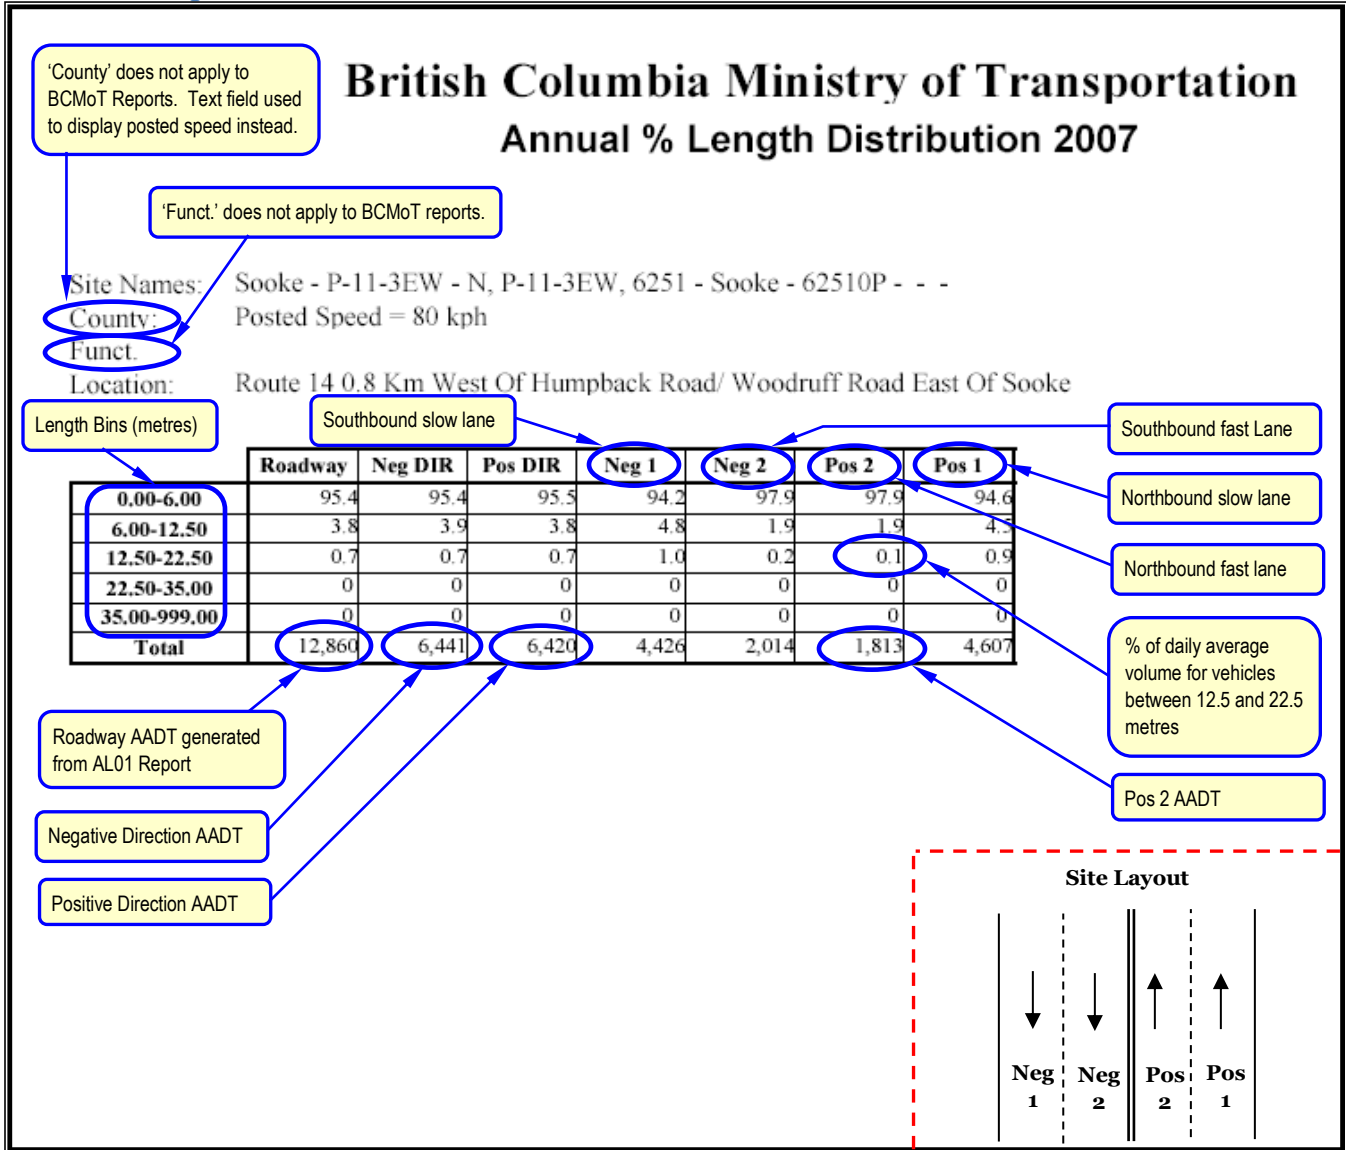 'County' does not apply to
BCMoT Reports. Text field used
to display posted speed instead.
British Columbia Ministry of Transportation
Annual % Length Distribution 2007
'Funct.' does not apply to BCMoT reports.
Site Names: Sooke - P-11-3EW - N, P-11-3EW, 6251 - Sooke - 62510P - - -
County: Posted Speed = 80 kph
Funct.
Location: Route 14 0.8 Km West Of Humpback Road/ Woodruff Road East Of Sooke
Length Bins (metres)
Southbound slow lane
Southbound fast Lane
Northbound slow lane
Northbound fast lane
% of daily average
volume for vehicles
between 12.5 and 22.5
metres
Pos 2 AADT
Roadway Neg DIR Pos DIR Neg 1 Neg 2 Pos 2 Pos 1
0.00-6.00 95.4 95.4 95.5 94.2 97.9 97.9 94.6
6.00-12.50 3.8 3.9 3.8 4.8 1.9 1.9 4.5
12.50-22.50 0.7 0.7 0.7 1.0 0.2 0.1 0.9
22.50-35.00 0 0 0 0 0 0 0
35.00-999.00 0 0 0 0 0 0 0
Total 12,860 6,441 6,420 4,426 2,014 1,813 4,607
Roadway AADT generated
from AL01 Report
Negative Direction AADT
Positive Direction AADT
Site Layout
Neg Neg Pos Pos
1 2 2 1